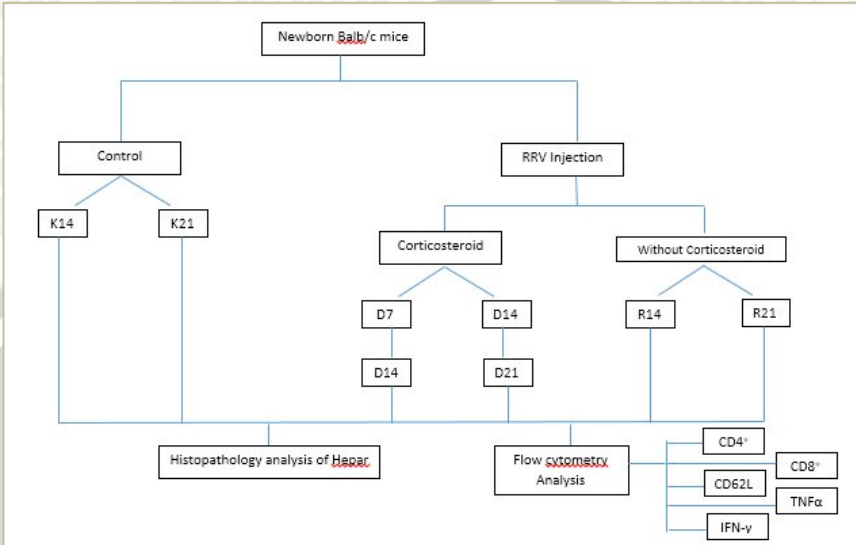 Newborn Balb/c mice
Control
RRV Injection
K14
K21
Corticosteroid
Without Corticosteroid
D7
D14
R14
R21
D14
D21
Histopathology analysis of Hepar
Flow cytometry
Analysis
CD4⁺
CD8⁺
CD62L
TNFα
IFN-γ